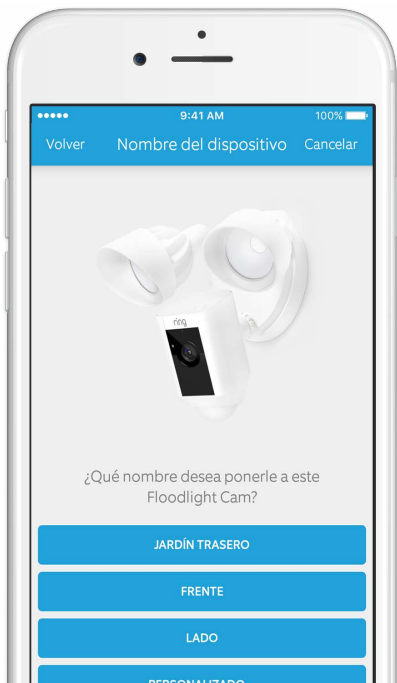 9:41 AM
100%
Volver
Nombre del dispositivo
Cancelar
ring
¿Qué nombre desea ponerle a este
Floodlight Cam?
JARDÍN TRASERO
FRENTE
LADO
PERSONALIZADO